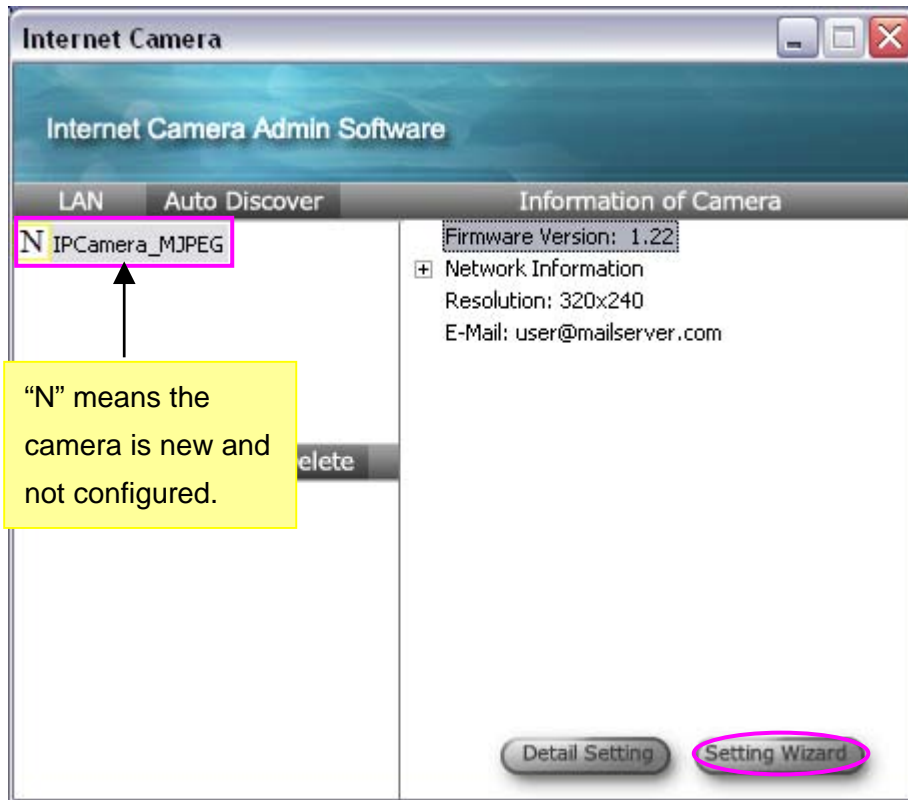 Internet Camera
Internet Camera Admin Software
LAN Auto Discover Information of Camera
N IPCamera_MJPEG
Firmware Version: 1.22
Network Information
Resolution: 320x240
E-Mail: user@mailserver.com
“N” means the
camera is new and
not configured.
elete
Detail Setting Setting Wizard